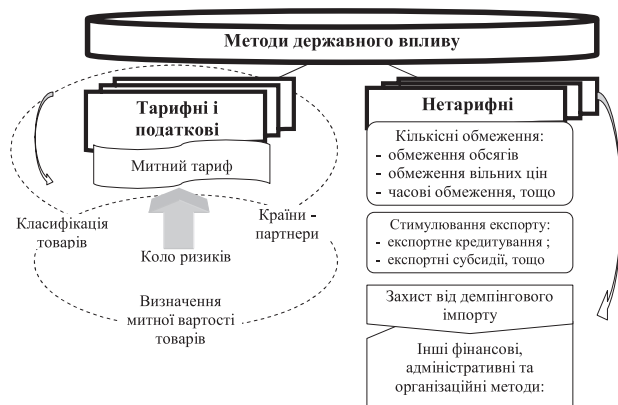 Методи державного впливу
Тарифні і
податкові
Митний тариф
Класифікація
товарів
Країни -
партнери
Коло ризиків
Визначення
митної вартості
товарів
Нетарифні
Кількісні обмеження:
- обмеження обсягів
- обмеження вільних цін
- часові обмеження, тощо
Стимулювання експорту:
- експортне кредитування ;
- експортні субсидії, тощо
Захист від демпінгового
імпорту
Інші фінансові,
адміністративні та
організаційні методи: